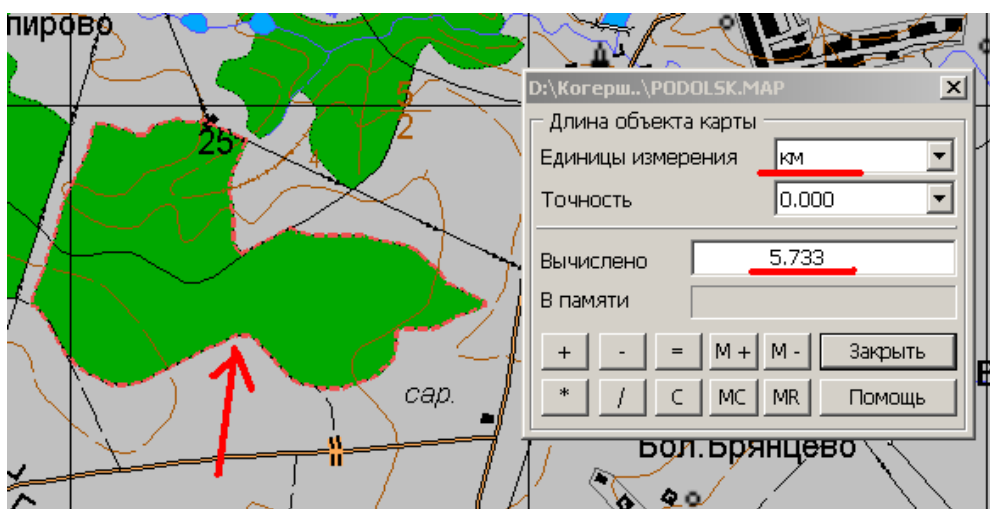 пирово
5
2
25
4
сар.
D:\Когерш..\PODOLSK.MAP
Длина объекта карты
Единицы измерения км
Точность 0.000
Вычислено 5.733
В памяти
+ - = M + M - Закрыть
* / C MC MR Помощь
Бол.Брянцево
В